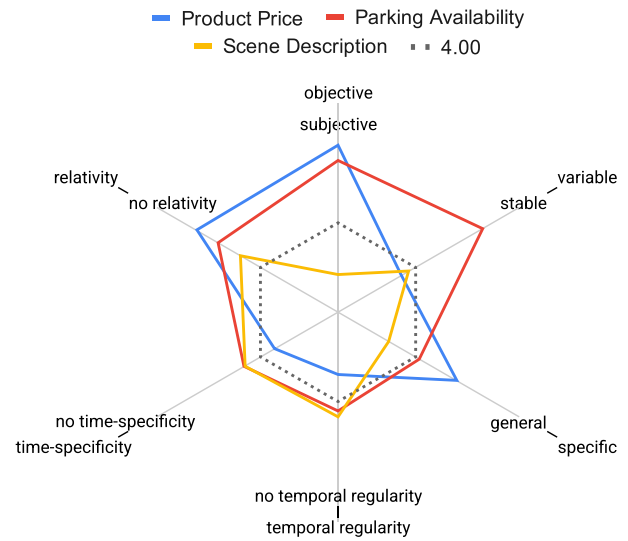 Product Price
Parking Availability
Scene Description
4.00
objective
subjective
relativity
no relativity
variable
stable
no time-specificity
time-specificity
general
specific
no temporal regularity
temporal regularity